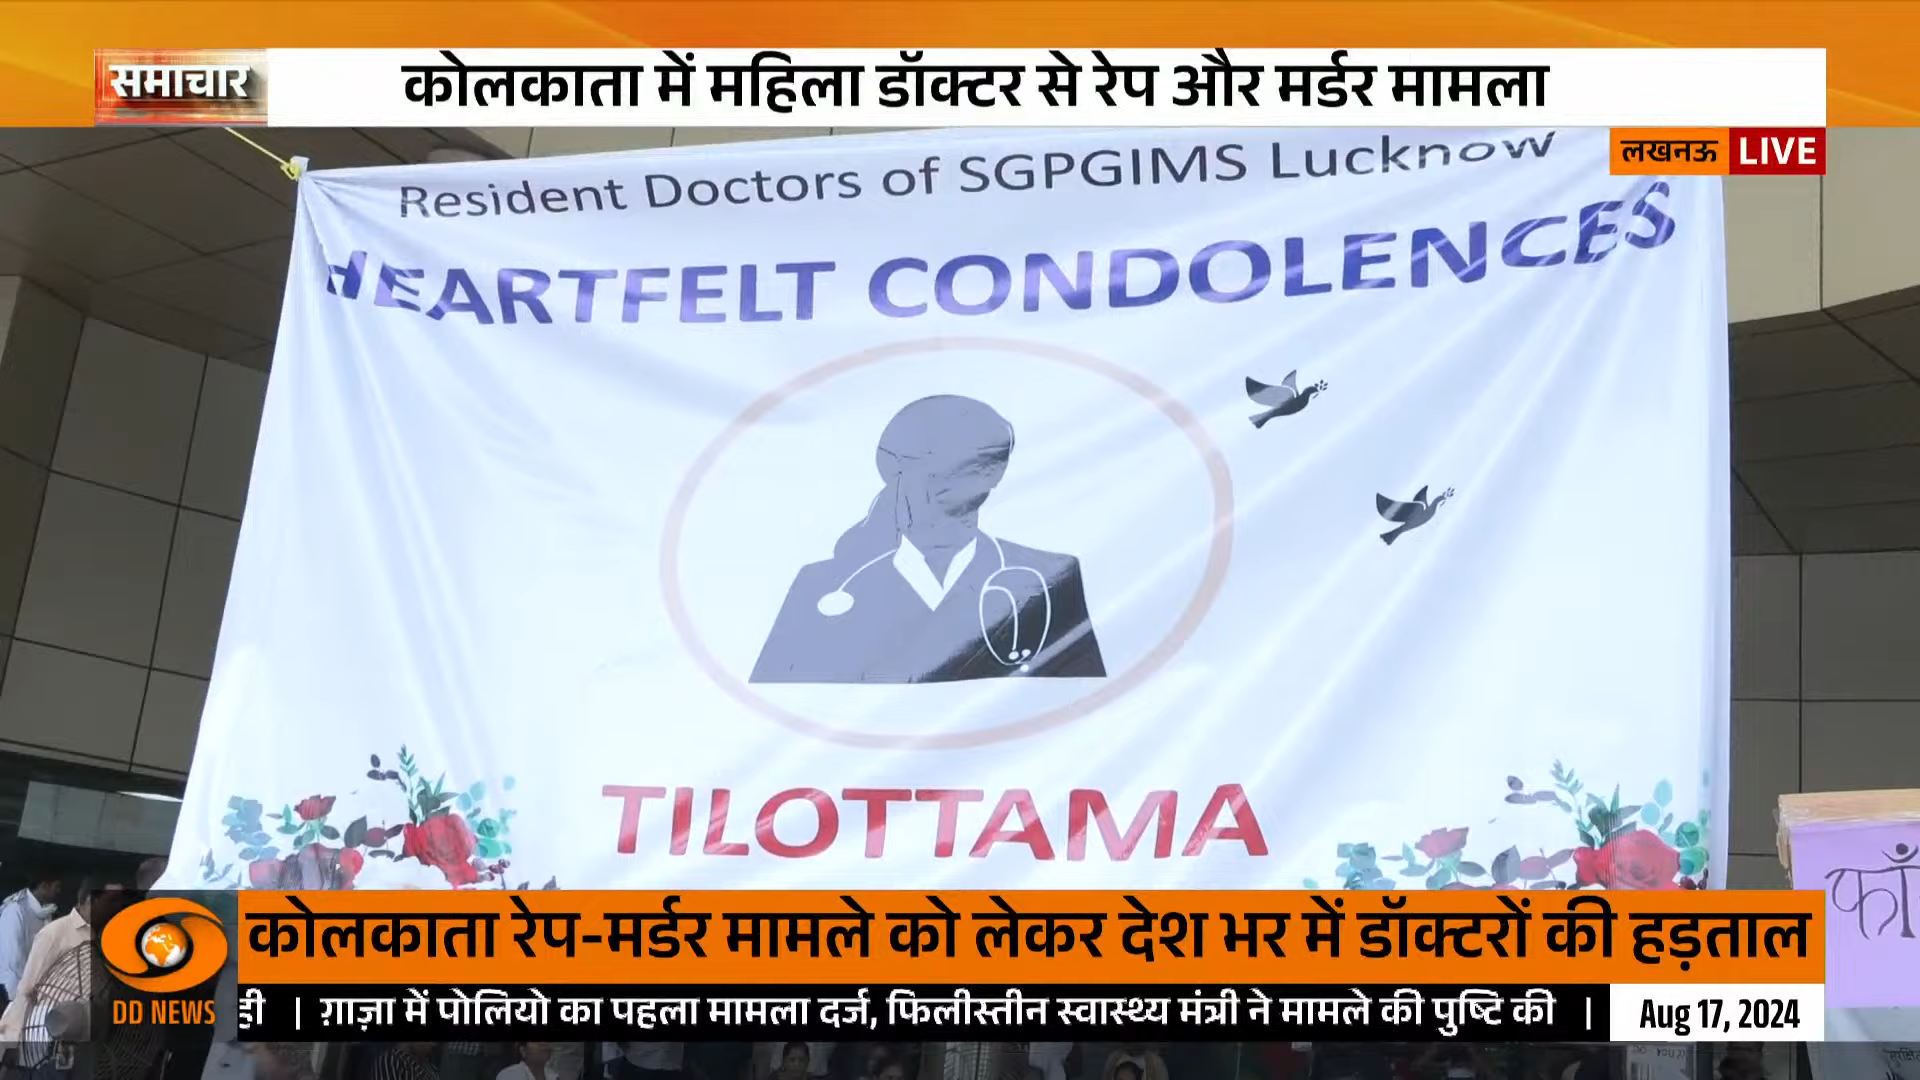 समाचार
कोलकाता में महिला डॉक्टर से रेप और मर्डर मामला
लखनऊ LIVE
Resident Doctors of SGPGIMS Lucknow
HEARTFELT CONDOLENCES
TILOTTAMA
कोलकाता रेप-मर्डर मामले को लेकर देश भर में डॉक्टरों की हड़ताल
DD NEWS
ही | ग़ाज़ा में पोलियो का पहला मामला दर्ज, फिलीस्तीन स्वास्थ्य मंत्री ने मामले की पुष्टि की |
Aug 17, 2024